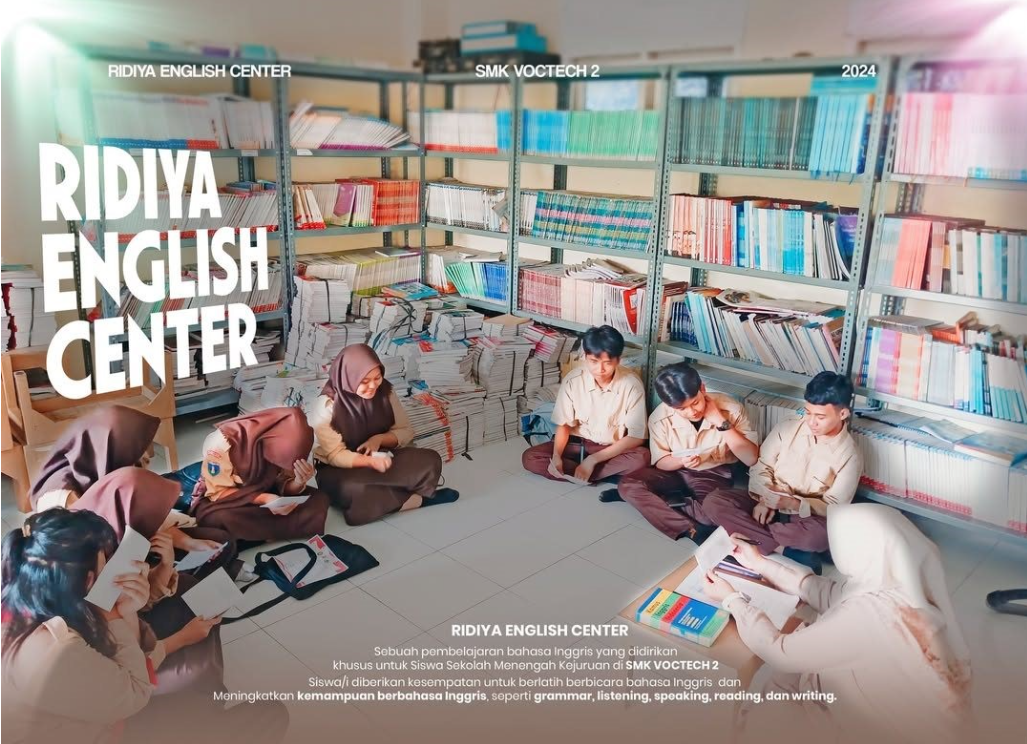 RIDIYA ENGLISH CENTER
SMK VOCTECH 2
2024
RIDIYA
ENGLISH
CENTER
Kamus
Inggris
RIDIYA ENGLISH CENTER
Sebuah pembelajaran bahasa Inggris yang didirikan
khusus untuk Siswa Sekolah Menengah Kejuruan di SMK VOCTECH 2
Siswa/i diberikan kesempatan untuk berlatih berbicara bahasa Inggris dan
Meningkatkan kemampuan berbahasa Inggris, seperti grammar, listening, speaking, reading, dan writing.